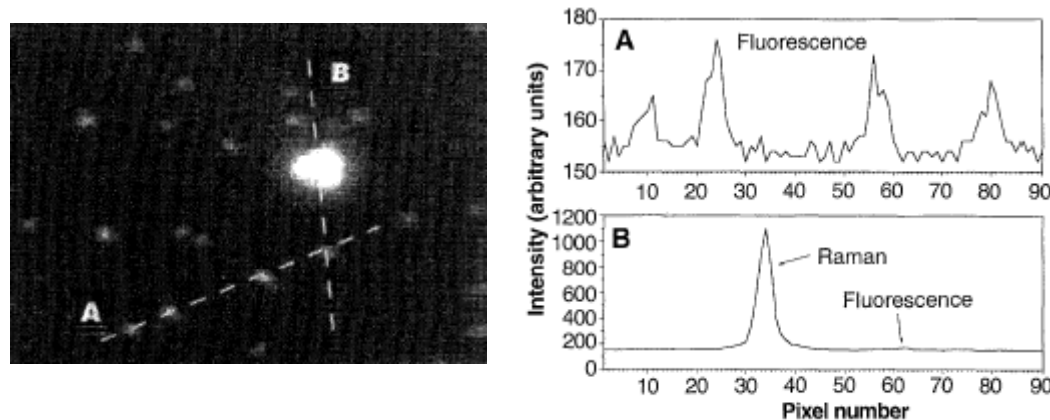 B
A
Intensity (arbitrary units)
A
Fluorescence
180
170
160
150
10 20 30 40 50 60 70 80 90
B
Raman
Fluorescence
1200
1000
800
600
400
200
0
10 20 30 40 50 60 70 80 90
Pixel number